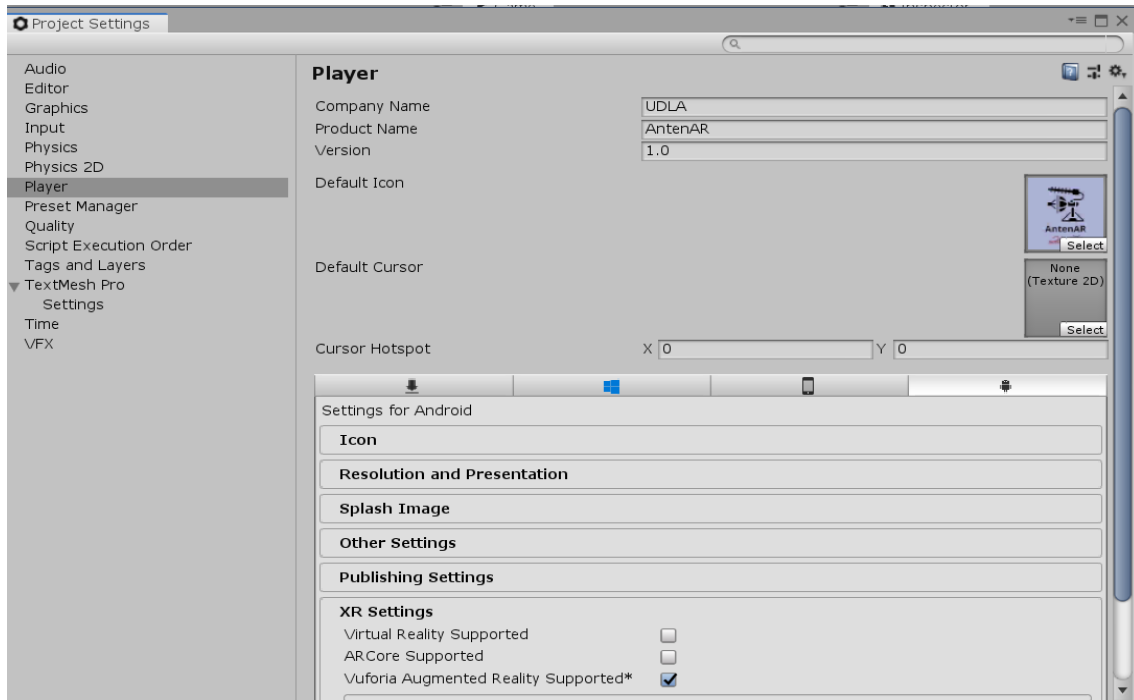 Project Settings
Audio
Editor
Graphics
Input
Physics
Physics 2D
Player
Preset Manager
Quality
Script Execution Order
Tags and Layers
TextMesh Pro
Settings
Time
VFX
Player
Company Name UDLA
Product Name AntenAR
Version 1.0
Default Icon
AntenAR
Select
Default Cursor
None
(Texture 2D)
Select
Cursor Hotspot X 0 Y 0
Settings for Android
Icon
Resolution and Presentation
Splash Image
Other Settings
Publishing Settings
XR Settings
Virtual Reality Supported
ARCore Supported
Vuforia Augmented Reality Supported*